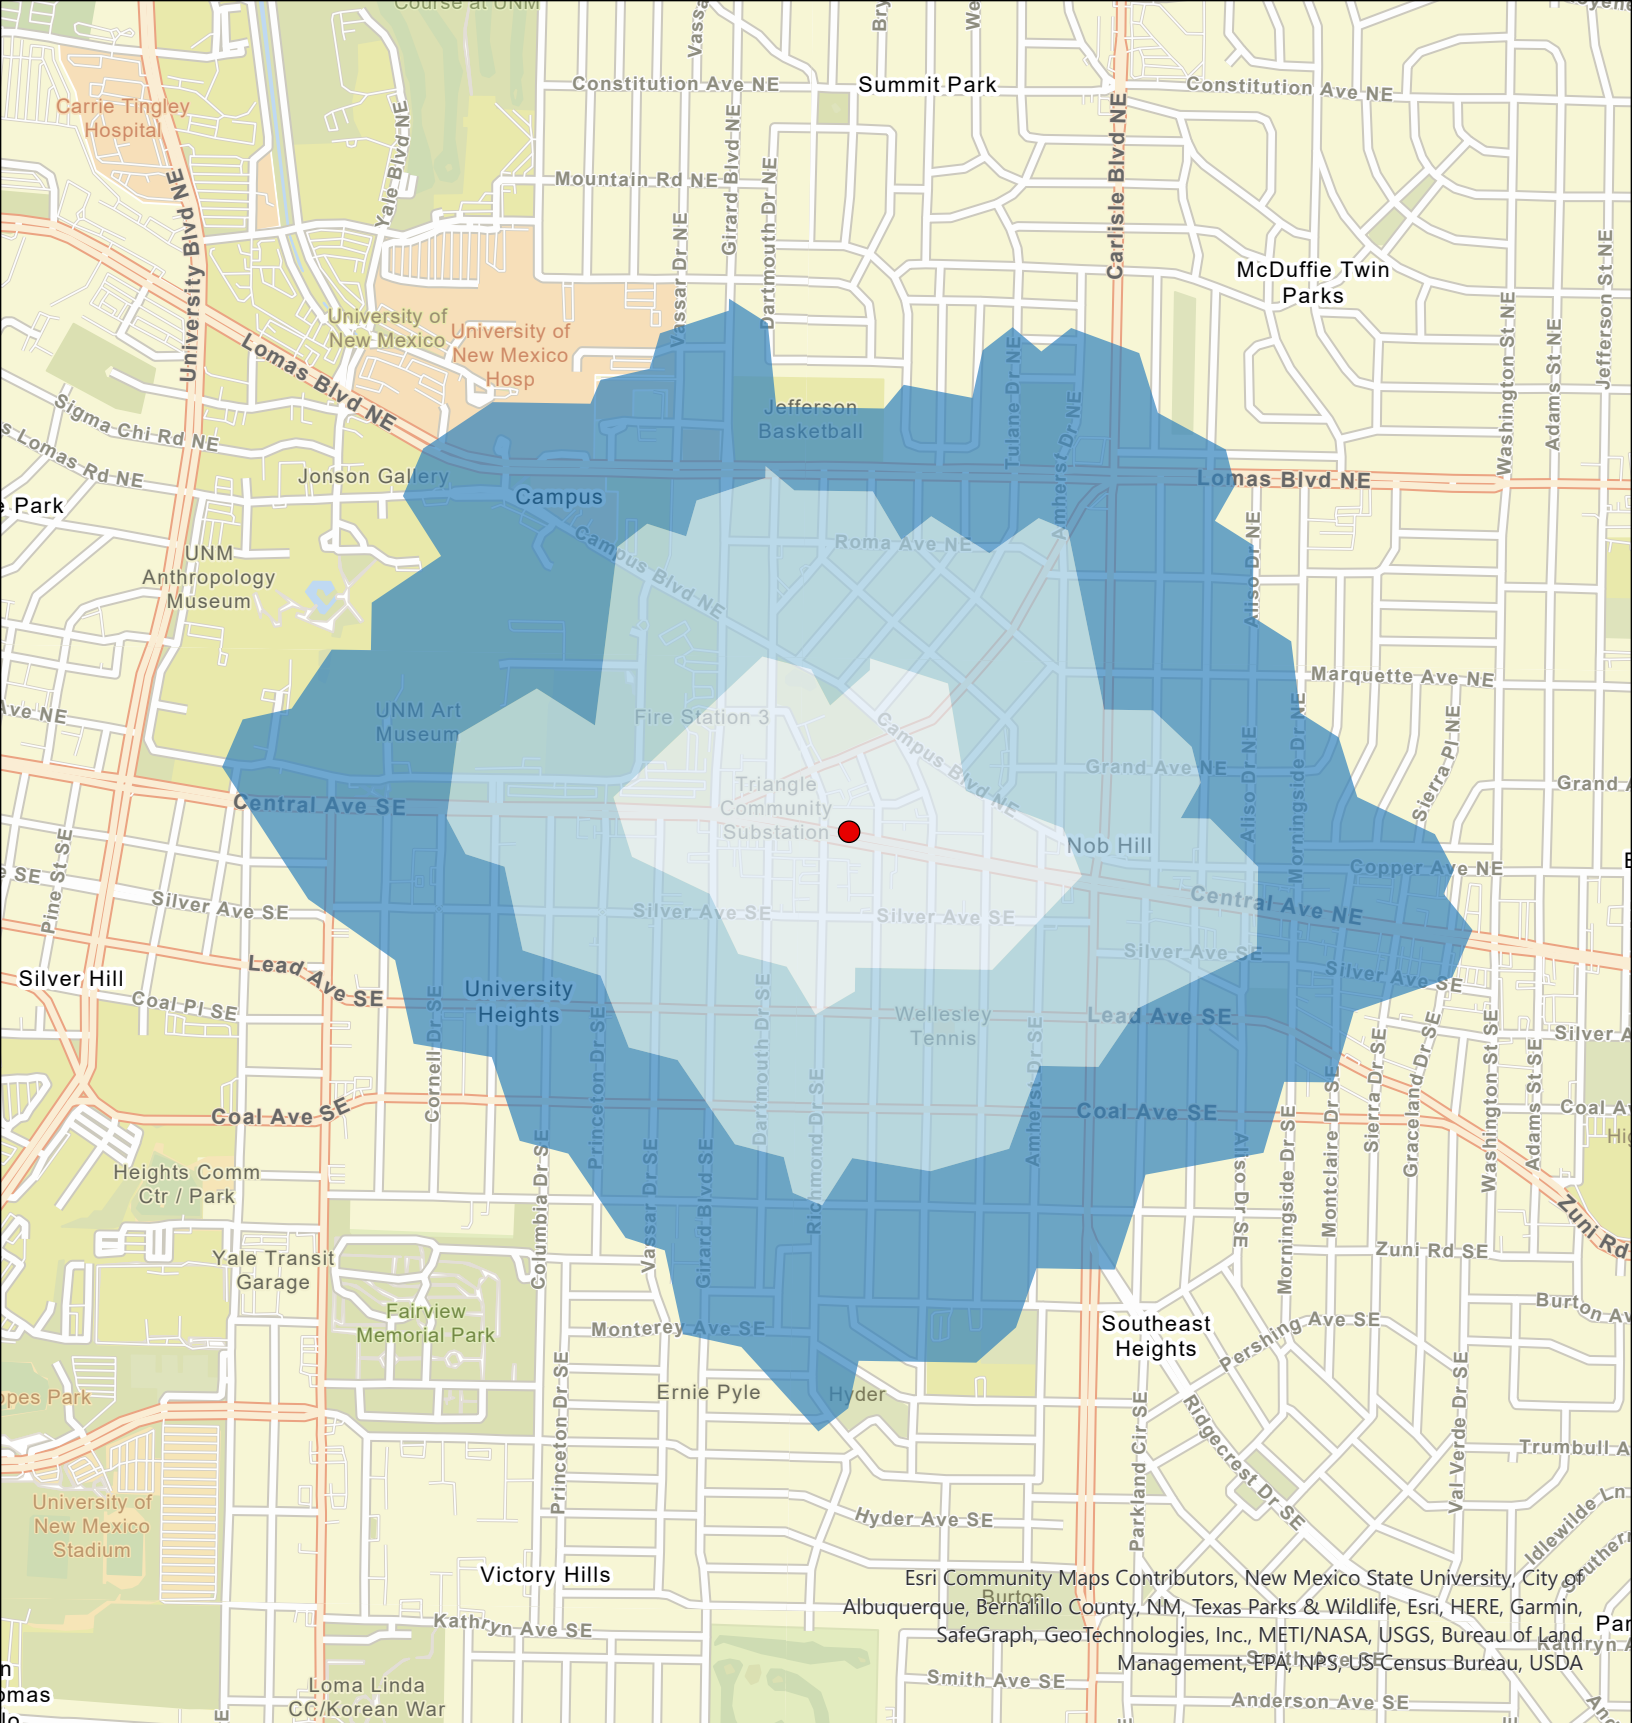 Course at UNM
Constitution Ave NE
Summit Park
Constitution Ave NE
Carrie Tingley
Hospital
Yale Blvd NE
Mountain Rd NE
Girard Blvd NE
Dartmouth Dr NE
Vassar Dr NE
Carlisle Blvd NE
University Blvd NE
McDuffie Twin
Parks
Washington St NE
Adams St NE
Jefferson St NE
University of
New Mexico
University of
New Mexico
Hosp
Lomas Blvd NE
Sigma Chi Rd NE
s Lomas Rd NE
Jefferson
Basketball
Tulane Dr NE
Amherst Dr NE
Jonson Gallery
Campus
Lomas Blvd NE
Park
UNM
Anthropology
Museum
Campus Blvd NE
Roma Ave NE
Aliso Dr NE
Marquette Ave NE
Ave NE
UNM Art
Museum
Fire Station 3
Campus Blvd NE
Grand Ave NE
Aliso Dr NE
Morningside Dr NE
Sierra Pl NE
Grand
Triangle
Community
Substation
Central Ave SE
Nob Hill
Copper Ave NE
Pine St SE
SE
Silver Ave SE
Silver Ave SE
Silver Ave SE
Central Ave NE
Silver Ave SE
Silver Ave SE
Silver Hill
Lead Ave SE
Coal Pl SE
University
Heights
Cornell Dr SE
Princeton Dr SE
Dartmouth Dr SE
Wellesley
Tennis
Lead Ave SE
Amherst Dr SE
Silver A
Coal Ave SE
Richmond Dr SE
Coal Ave SE
Sierra Dr SE
Graceland Dr SE
Washington St SE
Adams St SE
Coal A
Heights Comm
Ctr / Park
Columbia Dr SE
Vassar Dr SE
Girard Blvd SE
Aliso Dr SE
Morningside Dr SE
Montclaire Dr SE
Zuni Rd
Zuni Rd SE
Yale Transit
Garage
Fairview
Memorial Park
Monterey Ave SE
Southeast
Heights
Pershing Ave SE
Burton Av
Ernie Pyle
Hyder
Princeton Dr SE
Parkland Cir SE
Ridgecrest Dr SE
Val Verde Dr SE
Trumbull A
University of
New Mexico
Stadium
Hyder Ave SE
Idlewilde Ln
Victory Hills
Burton
Esri Community Maps Contributors, New Mexico State University, City of
Albuquerque, Bernalillo County, NM, Texas Parks & Wildlife, Esri, HERE, Garmin,
SafeGraph, GeoTechnologies, Inc., METI/NASA, USGS, Bureau of Land
Management, EPA, NPS, US Census Bureau, USDA
Kathryn Ave SE
Par
Smith Ave SE
Loma Linda
CC/Korean War
Anderson Ave SE